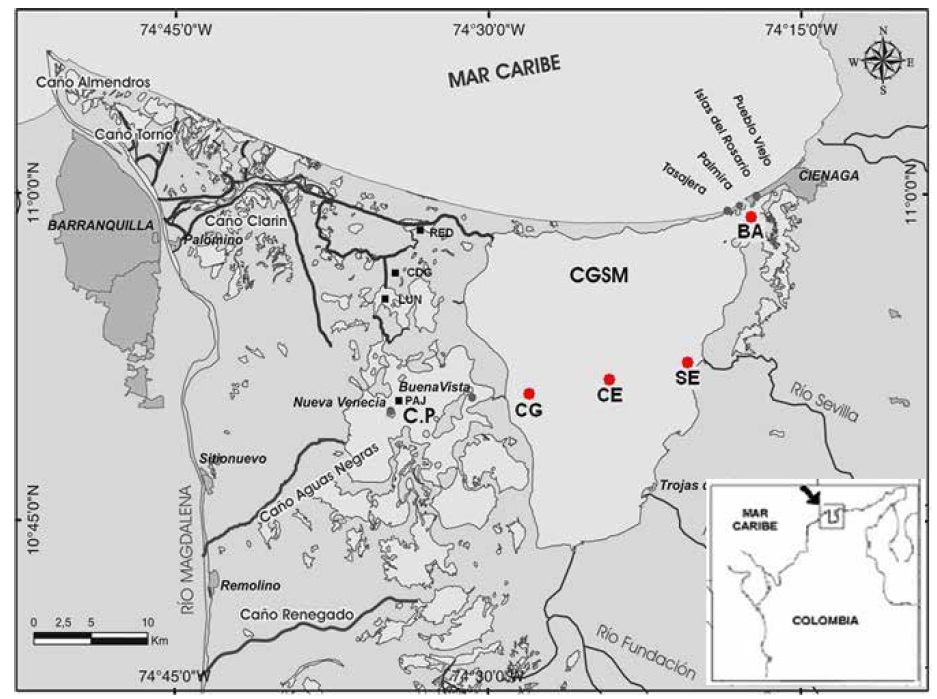 74°45'0"W
74°30'0"W
74°15'0"W
N
W
E
S
MAR CARIBE
Caño Almendros
Caño Torno
Pueblo Viejo
Islas del Rosario
Palmira
Tasajera
CIENAGA
11°0'0"N
11°0'0"N
BARRANQUILLA
Caño Clarin
Palomino
RED
BA
CDG
CGSM
LUN
SE
CE
CG
BuenaVista
Nueva Venecia
PAJ
C.P
Río Sevilla
Sitionuevo
Caño Aguas Negras
Trojas
10°45'0"N
RÍO MAGDALENA
MAR
CARIBE
COLOMBIA
Remolino
Caño Renegado
Río Fundación
0 2,5 5 10
Km
74°45'0"W
74°30'0"W